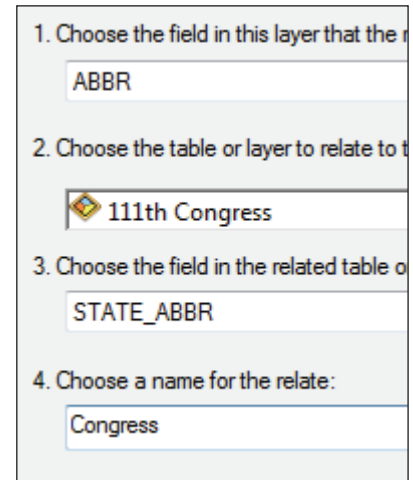 1. Choose the field in this layer that the
ABBR
2. Choose the table or layer to relate to
111th Congress
3. Choose the field in the related table
STATE_ABBR
4. Choose a name for the relate:
Congress